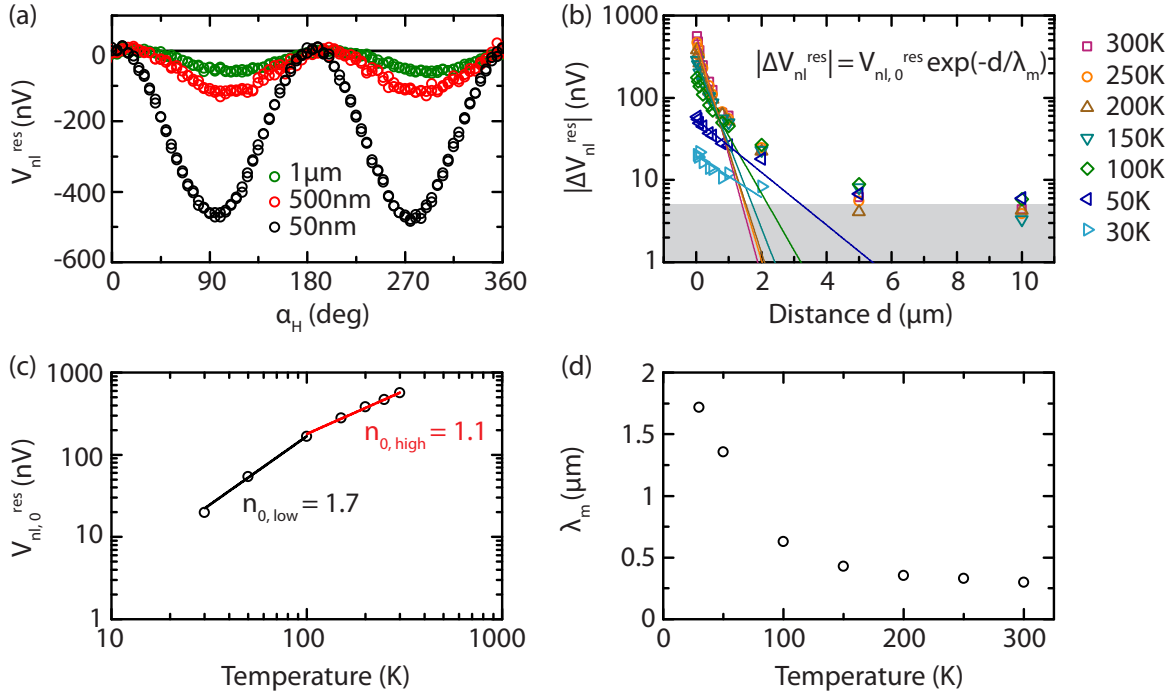 (a)
0
-200
-400
-600
V_nl^res (nV)
1μm
500nm
50nm
0 90 180 270 360
α_H (deg)
(b)
1000
100
10
1
|ΔV_nl^res| (nV)
|ΔV_nl^res| = V_nl,0^res exp(-d/λ_m)
0 2 4 6 8 10
Distance d (μm)
300K
250K
200K
150K
100K
50K
30K
(c)
1000
100
10
1
V_nl,0^res (nV)
n_0,high = 1.1
n_0,low = 1.7
10 100 1000
Temperature (K)
(d)
2
1.5
1
0.5
0
λ_m (μm)
0 50 100 150 200 250 300
Temperature (K)